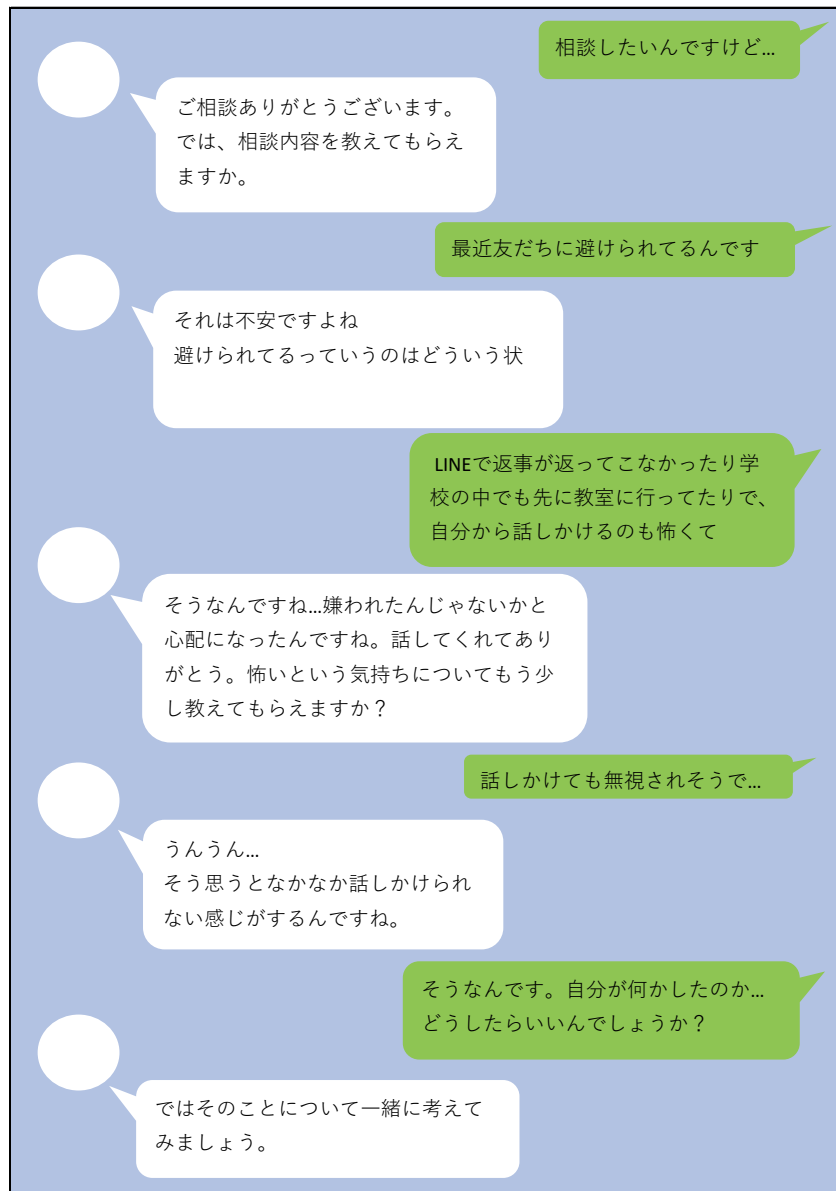 相談したいんですけど…
ご相談ありがとうございます。
では、相談内容を教えてもらえ
ますか。
最近友だちに避けられてるんです
それは不安ですよね
避けられてるっていうのはどういう状
LINEで返事が返ってこなかったり学
校の中でも先に教室に行ってたりで、
自分から話しかけるのも怖くて
そうなんですね…嫌われたんじゃないかと
心配になったんですね。話してくれてあり
がとう。怖いという気持ちについてもう少
し教えてもらえますか？
話しかけても無視されそうで…
うんうん…
そう思うとなかなか話しかけられ
ない感じがするんですね。
そうなんです。自分が何かしたのか…
どうしたらいいんでしょうか？
ではそのことについて一緒に考えて
みましょう。